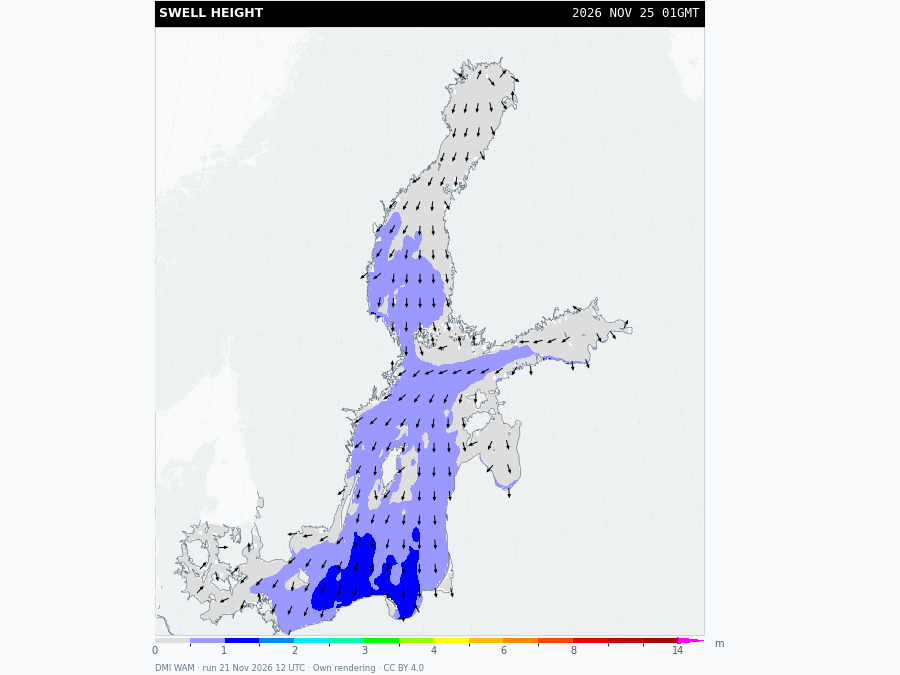 SWELL HEIGHT
2026 NOV 25 01GMT
0 1 2 3 4 6 8 14 m
DMI WAM · run 21 Nov 2026 12 UTC · Own rendering · CC BY 4.0